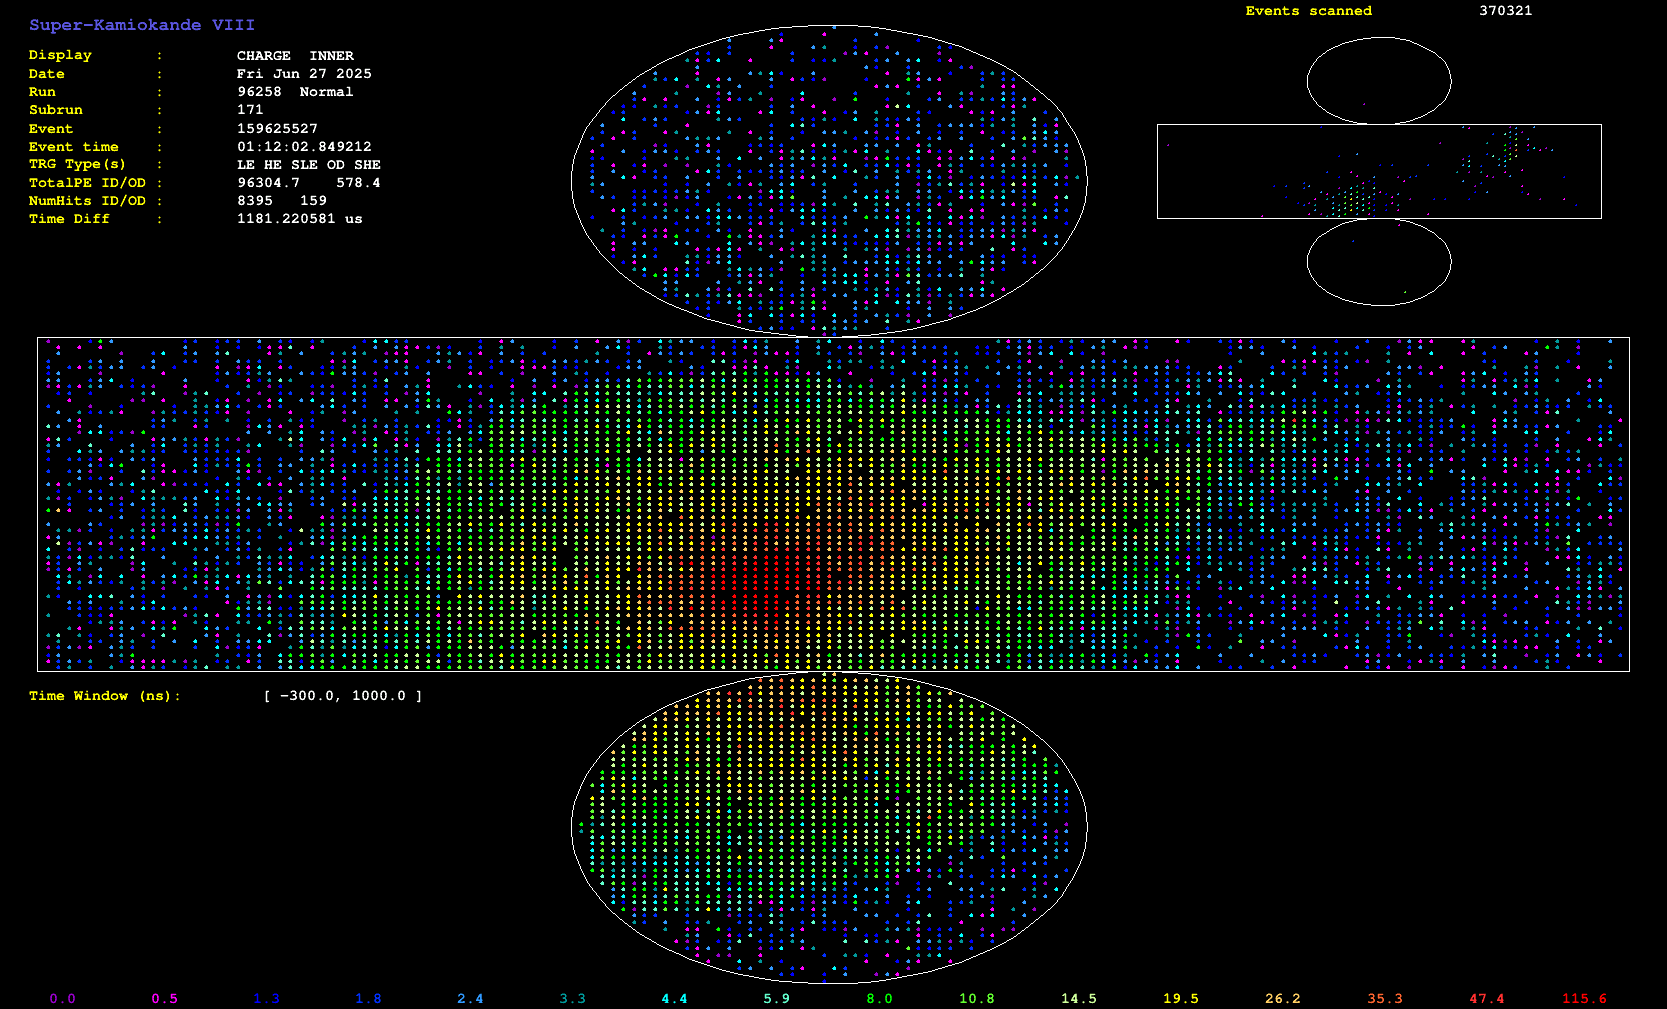 Super-Kamiokande VIII
Events scanned 370321
Display : CHARGE INNER
Date : Fri Jun 27 2025
Run : 96258 Normal
Subrun : 171
Event : 159625527
Event time : 01:12:02.849212
TRG Type(s) : LE HE SLE OD SHE
TotalPE ID/OD : 96304.7 578.4
NumHits ID/OD : 8395 159
Time Diff : 1181.220581 us
Time Window (ns): [ -300.0, 1000.0 ]
0.0 0.5 1.3 1.8 2.4 3.3 4.4 5.9 8.0 10.8 14.5 19.5 26.2 35.3 47.4 115.6